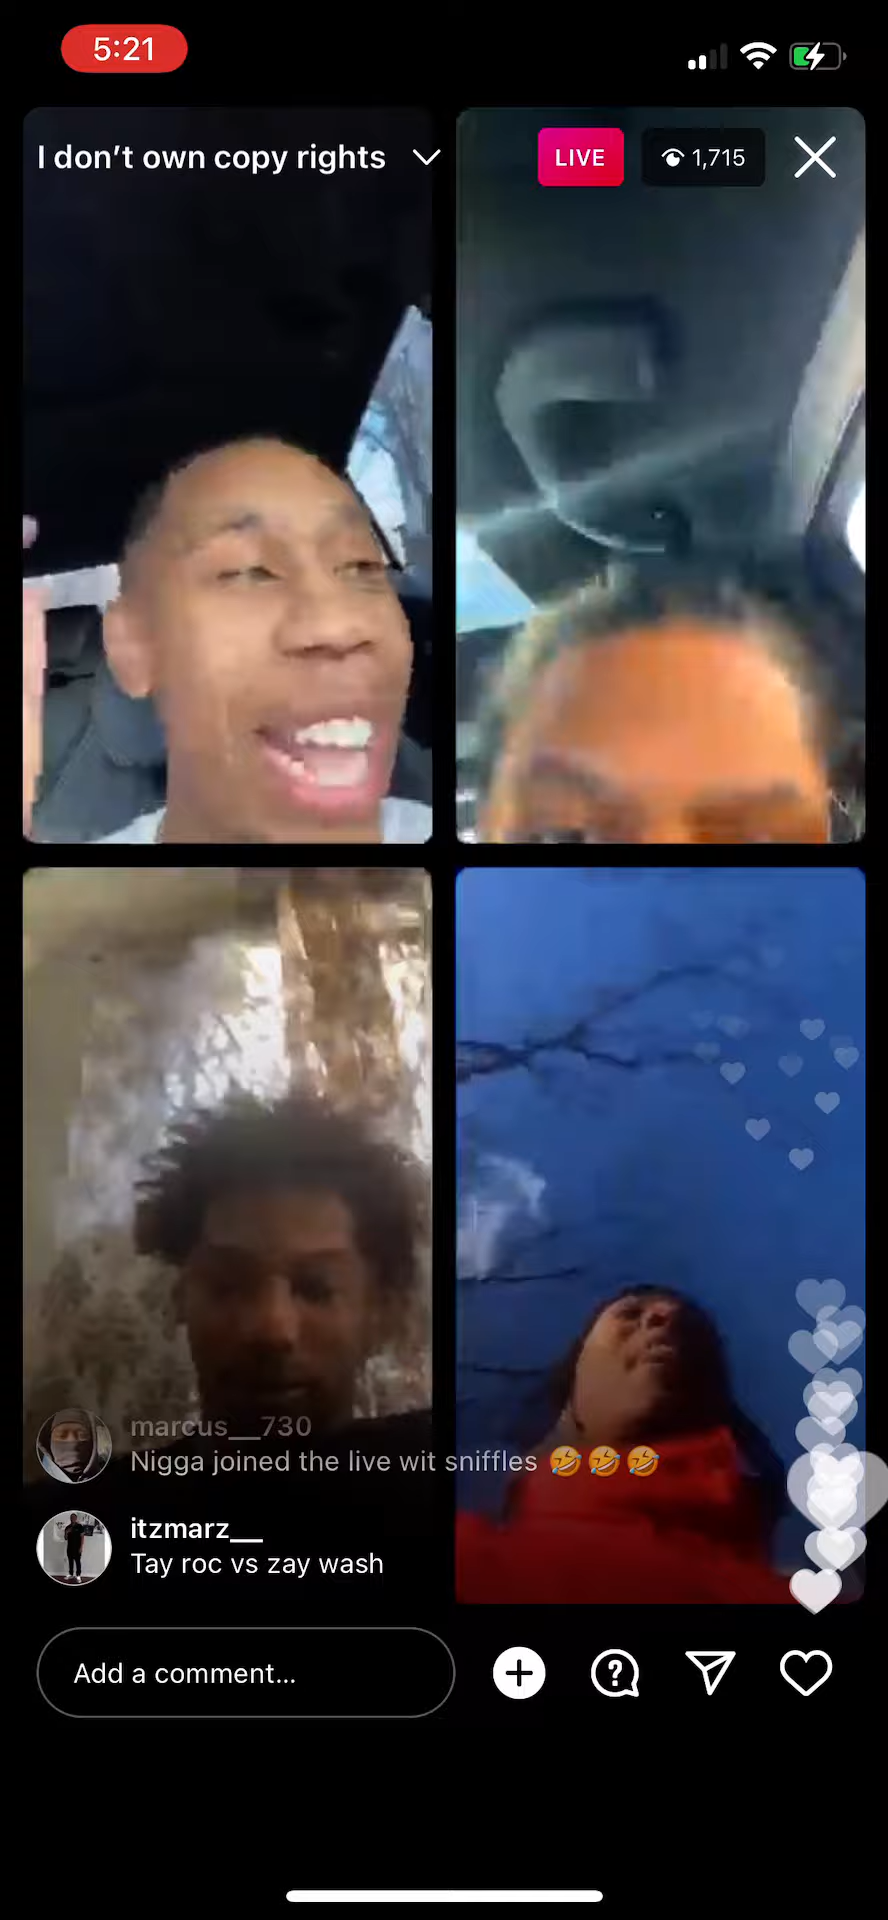 5:21
I don’t own copy rights
LIVE
1,715
marcus__730
Nigga joined the live wit sniffles 🤣🤣🤣
itzmarz__
Tay roc vs zay wash
Add a comment...